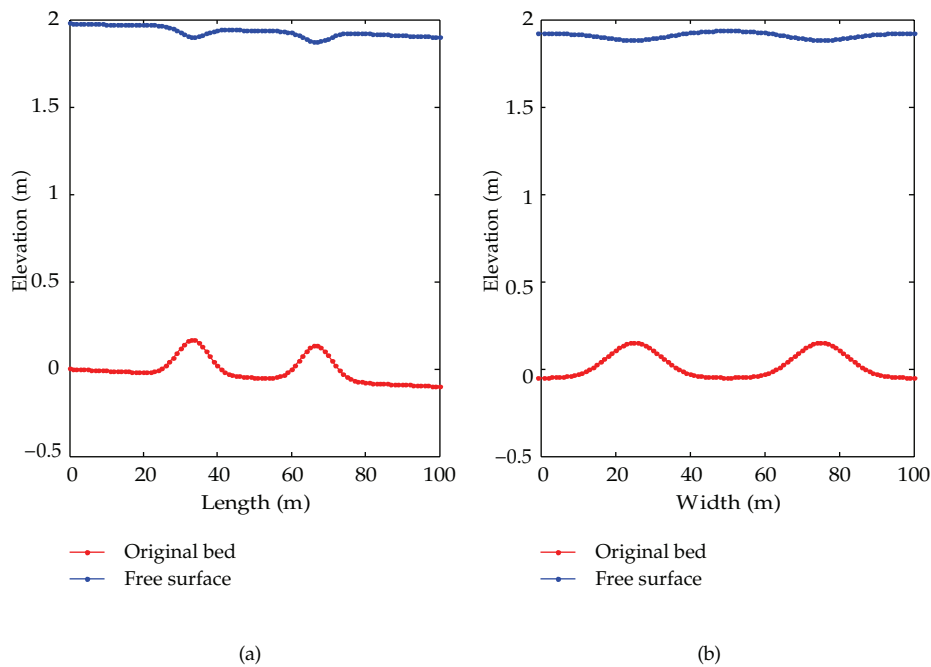 2
1.5
1
0.5
0
−0.5
Elevation (m)
0 20 40 60 80 100
Length (m)
Original bed
Free surface
(a)
2
1.5
1
0.5
0
−0.5
Elevation (m)
0 20 40 60 80 100
Width (m)
Original bed
Free surface
(b)